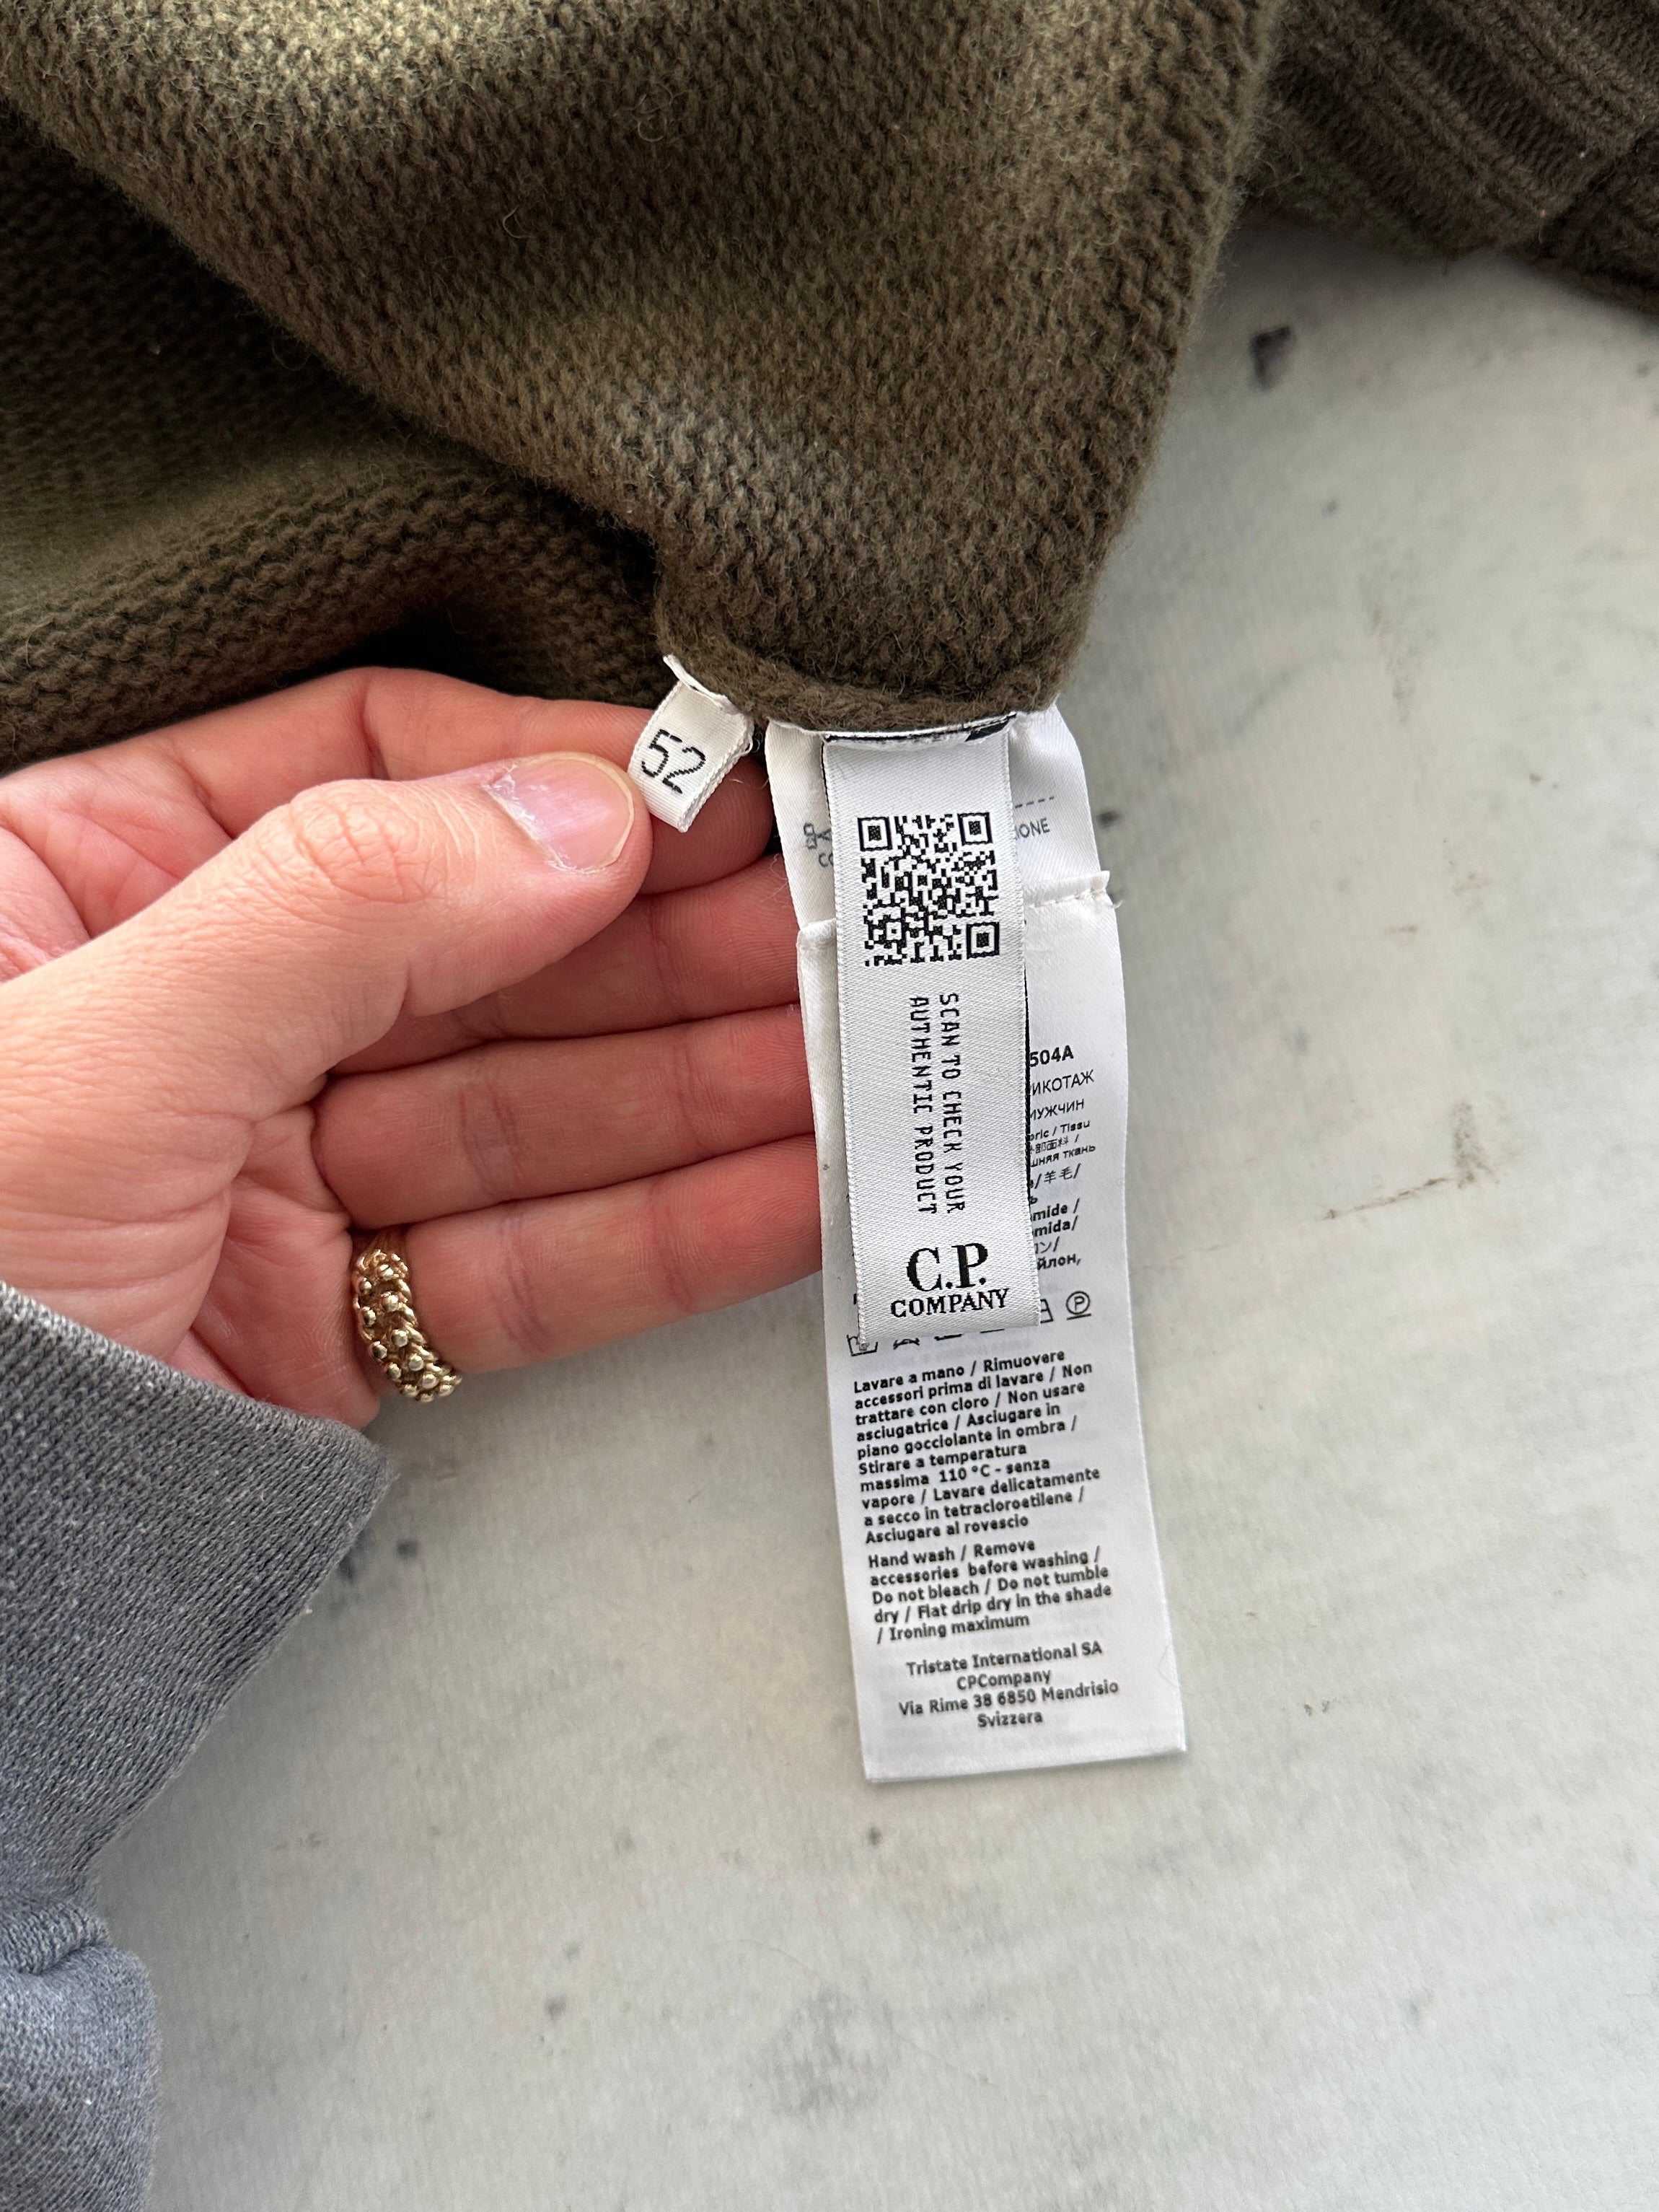 52
SCAN TO CHECK YOUR
AUTHENTIC PRODUCT
C.P.
COMPANY
504A
P
Lavare a mano / Rimuovere
accessori prima di lavare / Non
trattare con cloro / Non usare
asciugatrice / Asciugare in
piano gocciolante in ombra /
Stirare a temperatura
massima 110 °C - senza
vapore / Lavare delicatamente
a secco in tetracloroetilene /
Asciugare al rovescio
Hand wash / Remove
accessories before washing /
Do not bleach / Do not tumble
dry / Flat drip dry in the shade
/ Ironing maximum
Tristate International SA
CPCompany
Via Rime 38 6850 Mendrisio
Svizzera